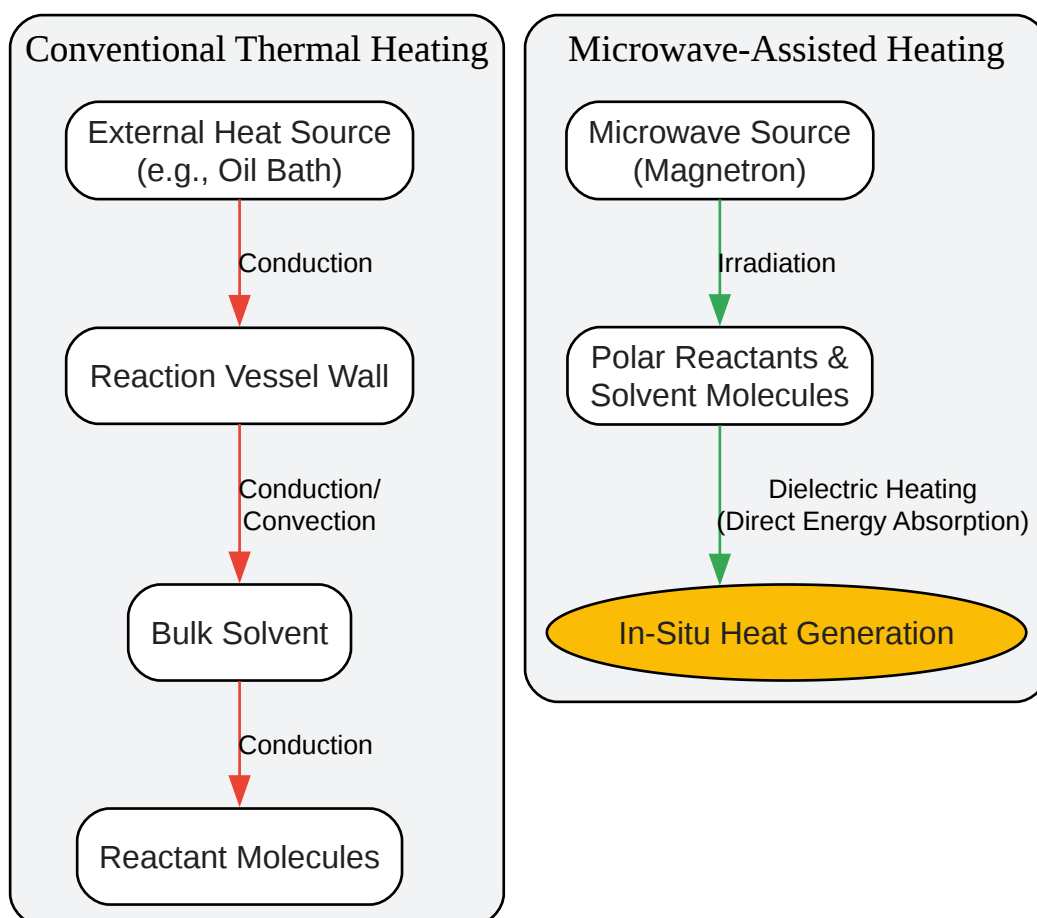 Conventional Thermal Heating
External Heat Source
(e.g., Oil Bath)
Conduction
Reaction Vessel Wall
Conduction/
Convection
Bulk Solvent
Conduction
Reactant Molecules
Microwave-Assisted Heating
Microwave Source
(Magnetron)
Irradiation
Polar Reactants &
Solvent Molecules
Dielectric Heating
(Direct Energy Absorption)
In-Situ Heat Generation